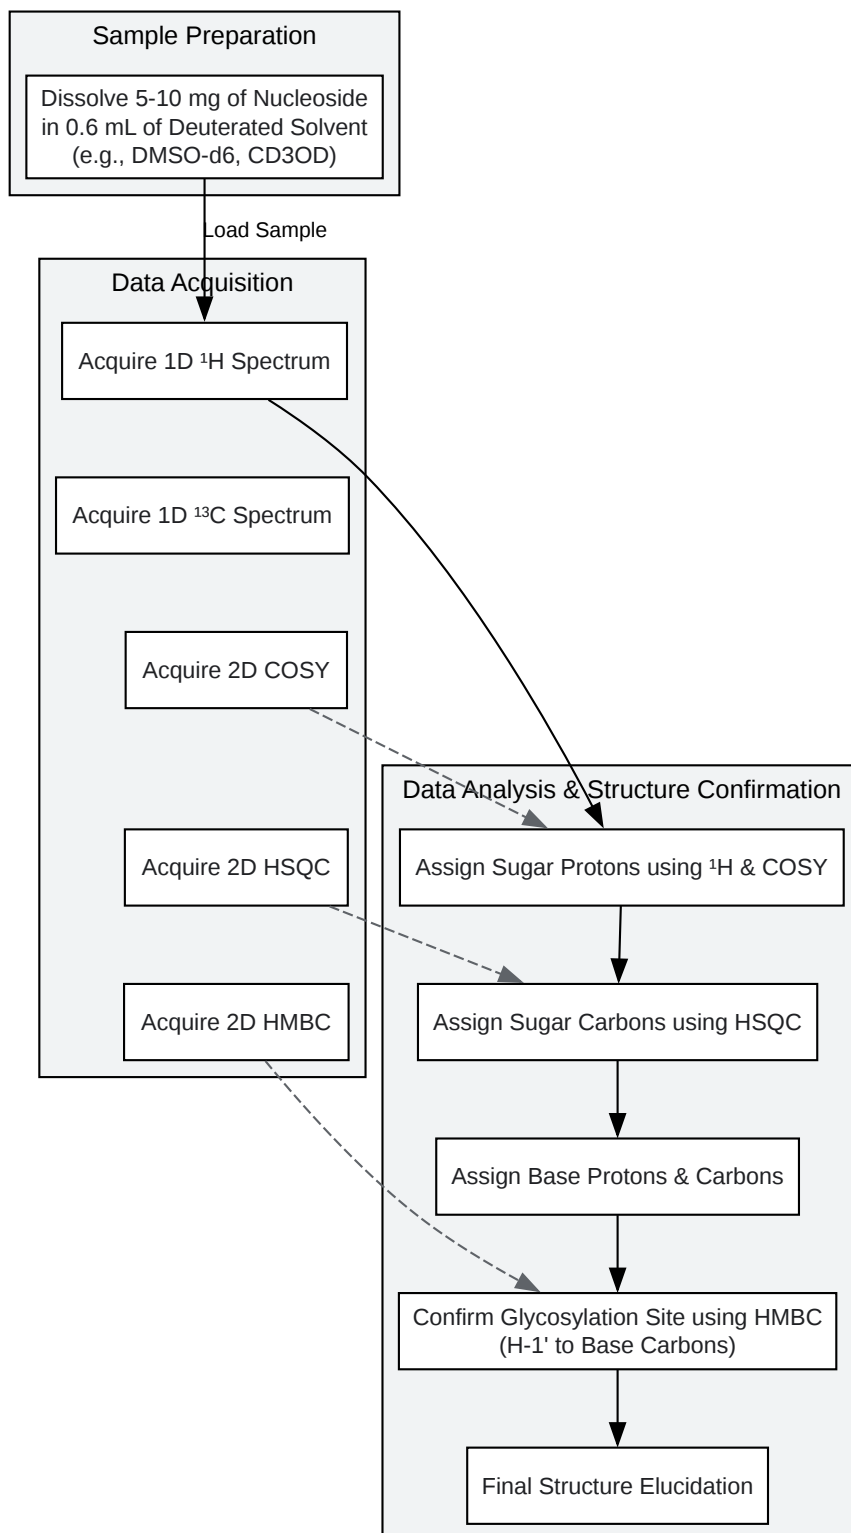 Sample Preparation
Dissolve 5-10 mg of Nucleoside
in 0.6 mL of Deuterated Solvent
(e.g., DMSO-d6, CD3OD)
Load Sample
Data Acquisition
Acquire 1D ¹H Spectrum
Acquire 1D ¹³C Spectrum
Acquire 2D COSY
Acquire 2D HSQC
Acquire 2D HMBC
Data Analysis & Structure Confirmation
Assign Sugar Protons using ¹H & COSY
Assign Sugar Carbons using HSQC
Assign Base Protons & Carbons
Confirm Glycosylation Site using HMBC
(H-1' to Base Carbons)
Final Structure Elucidation